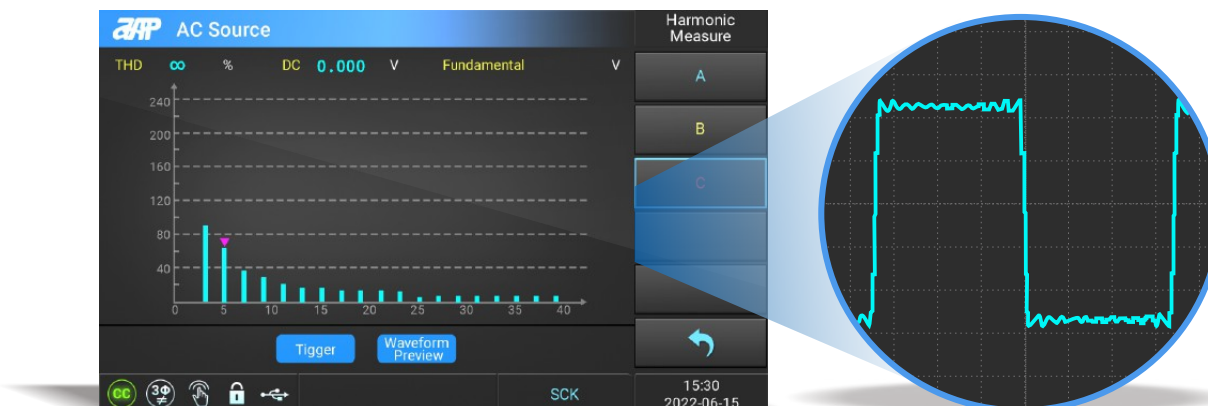 AC Source
Harmonic
Measure
THD ∞ % DC 0.000 V Fundamental V
A
B
C
240
200
160
120
80
40
0 5 10 15 20 25 30 35 40
Tigger
Waveform
Preview
CC
3Φ
≠
SCK
15:30
2022-06-15